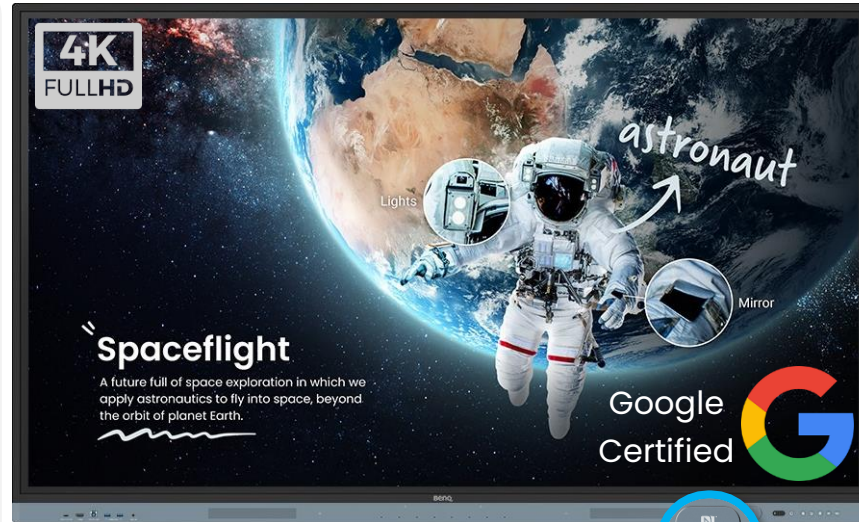 4K
FULLHD
astronaut
Lights
Mirror
Spaceflight
A future full of space exploration in which we
apply astronautics to fly into space, beyond
the orbit of planet Earth.
Google
Certified
BenQ